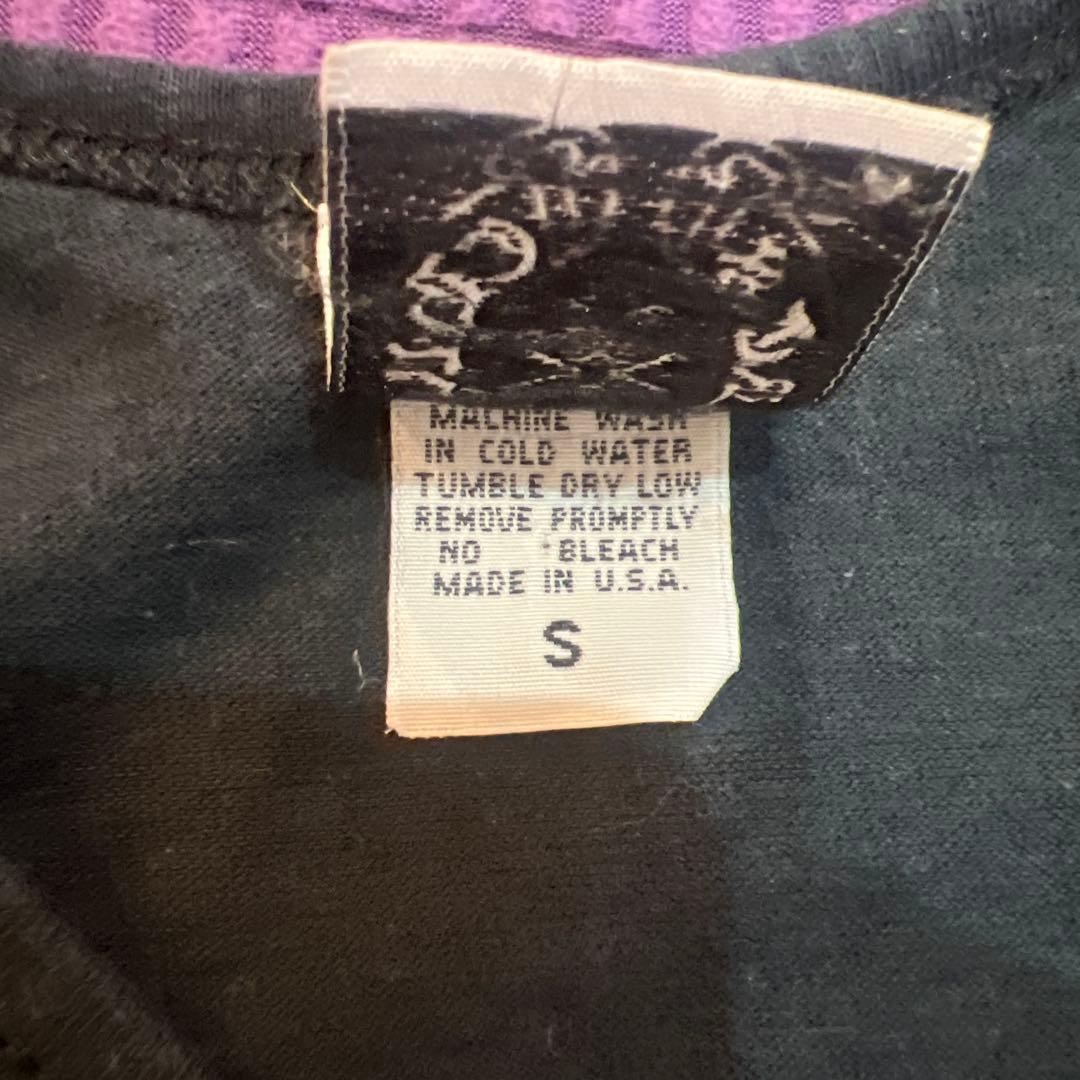 MACHINE WASH
IN COLD WATER
TUMBLE DRY LOW
REMOVE PROMPTLY
NO BLEACH
MADE IN U.S.A.
S